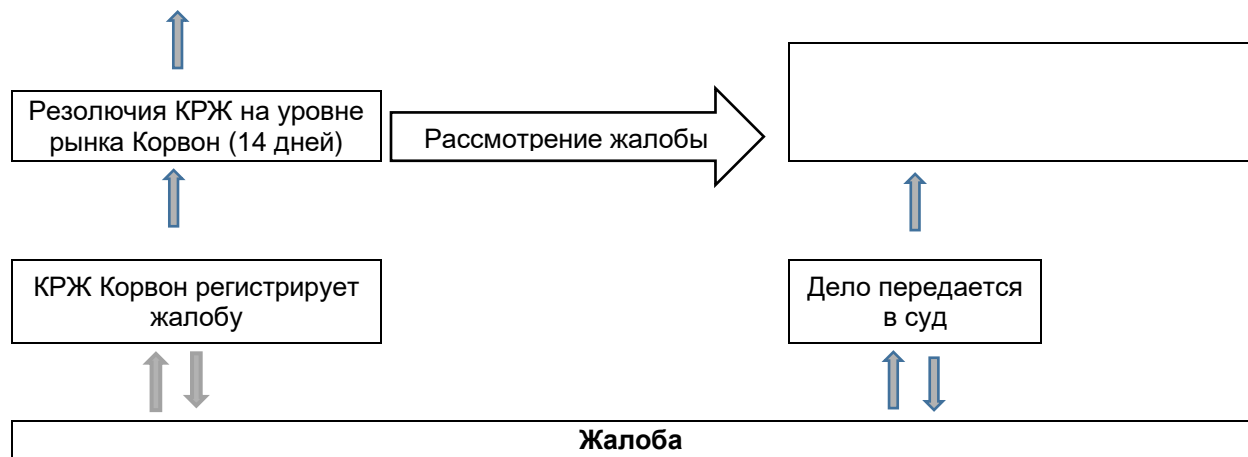 Резолючия КРЖ на уровне
рынка Корвон (14 дней)
Рассмотрение жалобы
КРЖ Корвон регистрирует
жалобу
Дело передается
в суд
Жалоба